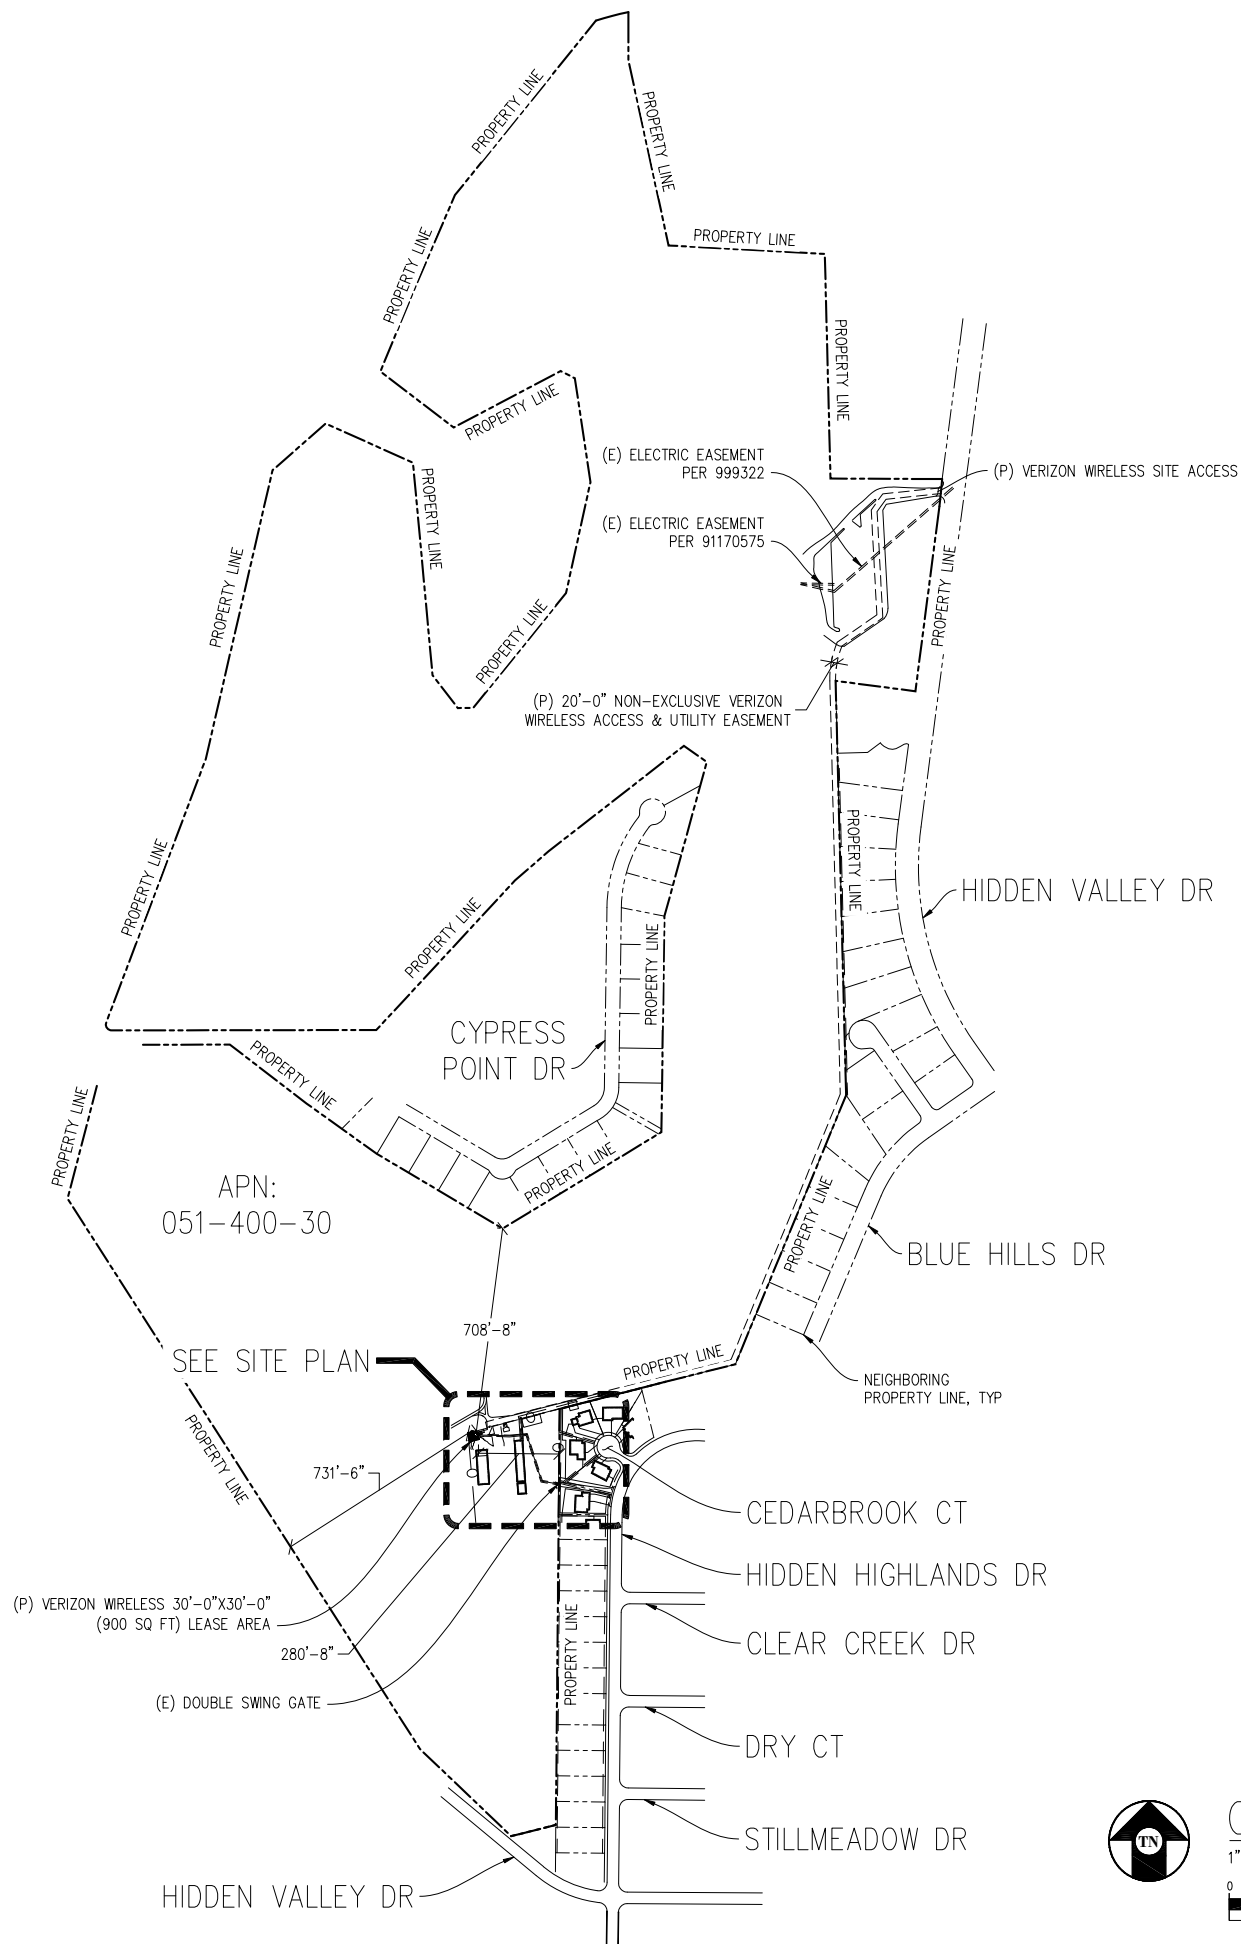 PROPERTY LINE
PROPERTY LINE
PROPERTY LINE
PROPERTY LINE
PROPERTY LINE
PROPERTY LINE
(E) ELECTRIC EASEMENT
PER 999322
(P) VERIZON WIRELESS SITE ACCESS
PROPERTY LINE
(E) ELECTRIC EASEMENT
PER 91170575
PROPERTY LINE
PROPERTY LINE
PROPERTY LINE
(P) 20'-0" NON-EXCLUSIVE VERIZON
WIRELESS ACCESS & UTILITY EASEMENT
PROPERTY LINE
PROPERTY LINE
HIDDEN VALLEY DR
PROPERTY LINE
PROPERTY LINE
CYPRESS
POINT DR
PROPERTY LINE
PROPERTY LINE
PROPERTY LINE
APN:
051-400-30
PROPERTY LINE
BLUE HILLS DR
708'-8"
SEE SITE PLAN
PROPERTY LINE
NEIGHBORING
PROPERTY LINE, TYP
PROPERTY LINE
731'-6"
CEDARBROOK CT
HIDDEN HIGHLANDS DR
(P) VERIZON WIRELESS 30'-0"X30'-0"
(900 SQ FT) LEASE AREA
CLEAR CREEK DR
280'-8"
PROPERTY LINE
(E) DOUBLE SWING GATE
DRY CT
STILLMEADOW DR
TN
1"
0
HIDDEN VALLEY DR